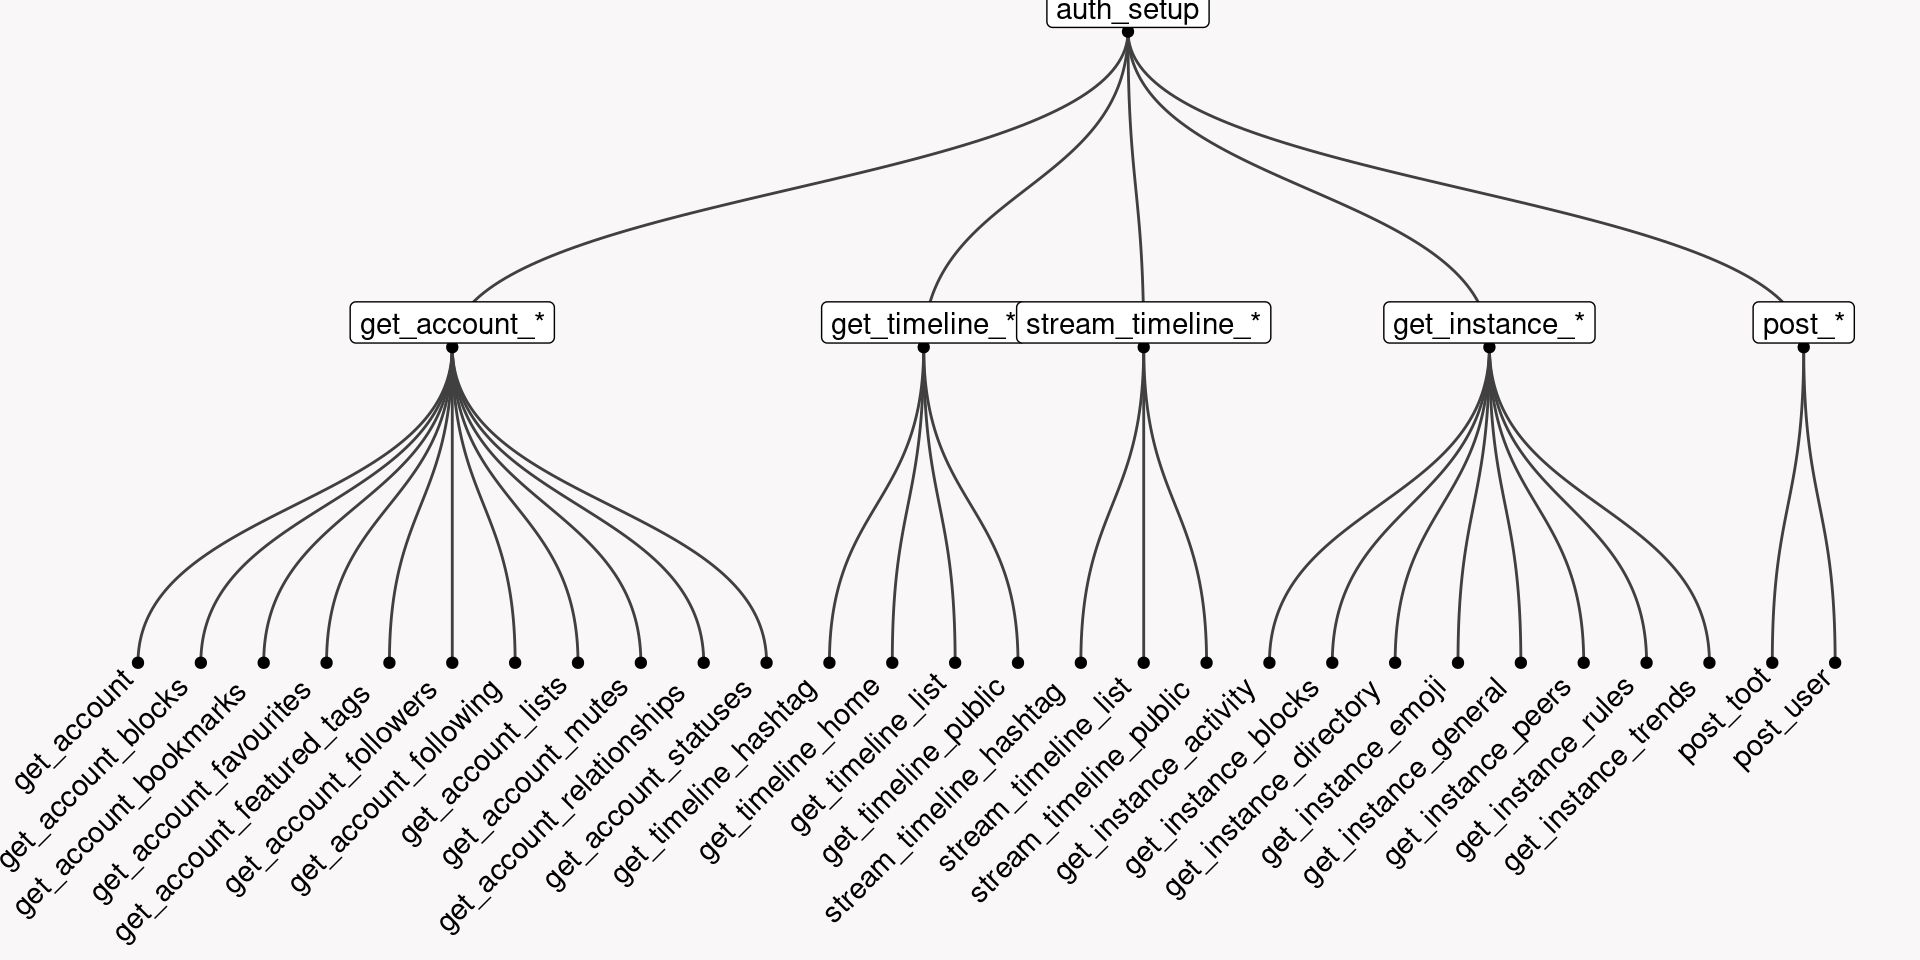 auth_setup
get_account_*
get_timeline_*
stream_timeline_*
get_instance_*
post_*
get_account
get_account_blocks
get_account_bookmarks
get_account_favourites
get_account_featured_tags
get_account_followers
get_account_following
get_account_lists
get_account_mutes
get_account_relationships
get_account_statuses
get_timeline_hashtag
get_timeline_home
get_timeline_list
get_timeline_public
stream_timeline_hashtag
stream_timeline_list
stream_timeline_public
get_instance_activity
get_instance_blocks
get_instance_directory
get_instance_emoji
get_instance_general
get_instance_peers
get_instance_rules
get_instance_trends
post_toot
post_user